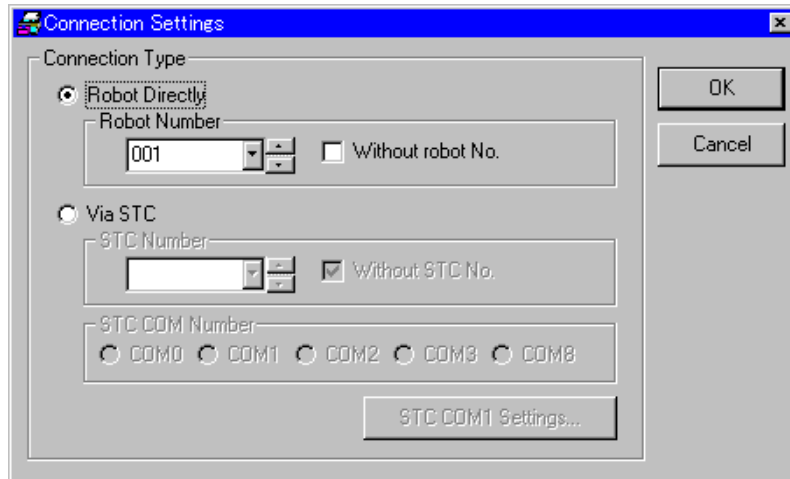 Connection Settings
Connection Type
Robot Directly
OK
Robot Number
001
Without robot No.
Cancel
Via STC
STC Number
Without STC No.
STC COM Number
COM0 COM1 COM2 COM3 COM8
STC COM1 Settings...